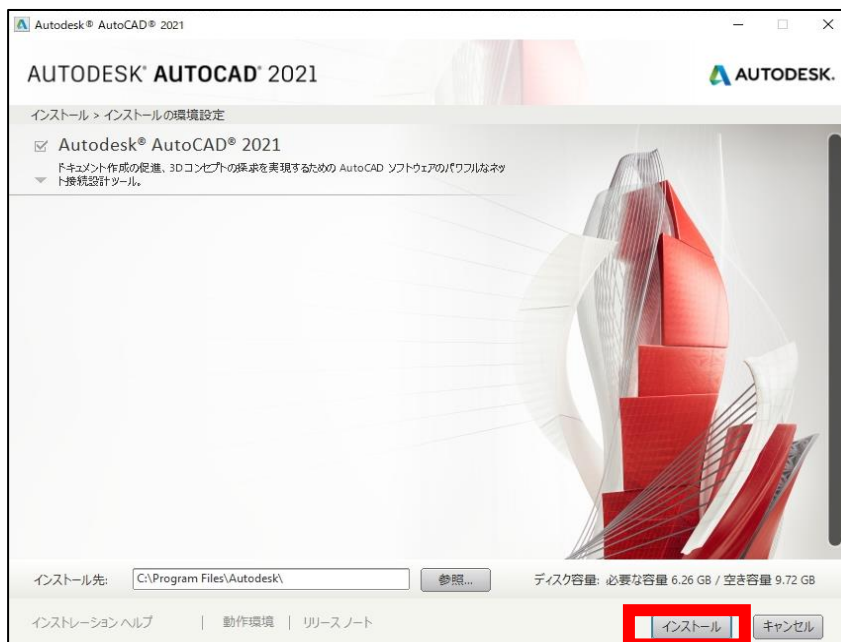 Autodesk® AutoCAD® 2021
AUTODESK® AUTOCAD® 2021
AUTODESK.
インストール > インストールの環境設定
Autodesk® AutoCAD® 2021
ドキュメント作成の促進、3Dコンセプトの探求を実現するための AutoCAD ソフトウェアのパワフルなネッ
ト接続設計ツール。
インストール先:
C:\Program Files\Autodesk\
参照...
ディスク容量: 必要な容量 6.26 GB / 空き容量 9.72 GB
インストレーション ヘルプ | 動作環境 | リリース ノート
インストール
キャンセル